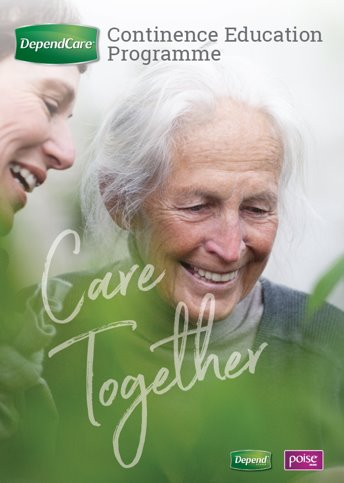 DependCare
Continence Education
Programme
Care
Together
Depend
poise